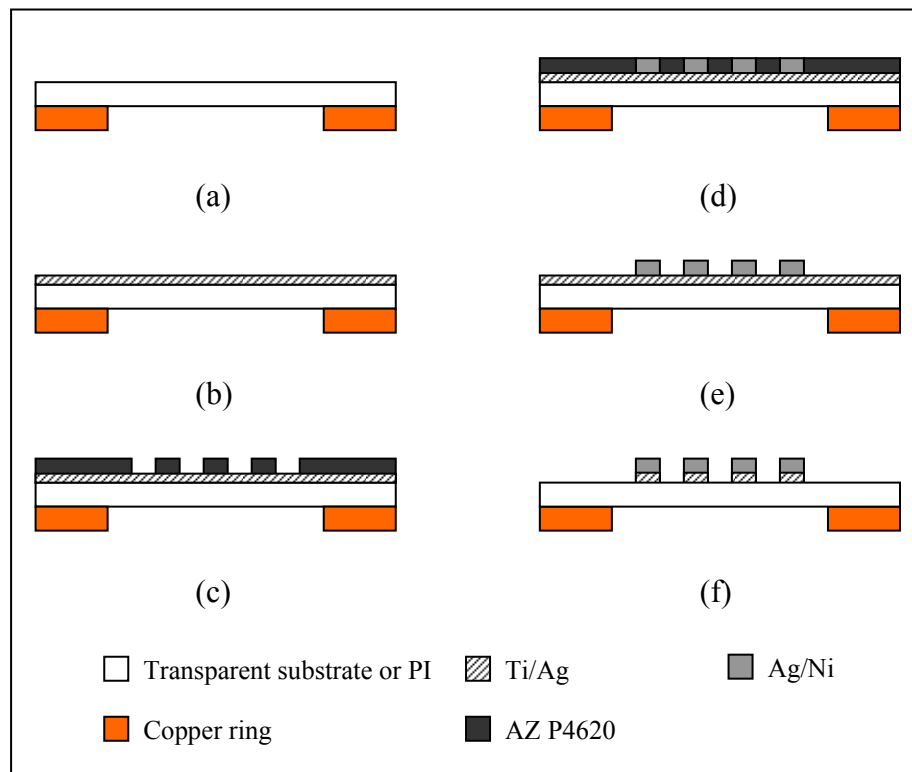 (a)
(d)
(b)
(e)
(c)
(f)
Transparent substrate or PI
Ti/Ag
Ag/Ni
Copper ring
AZ P4620